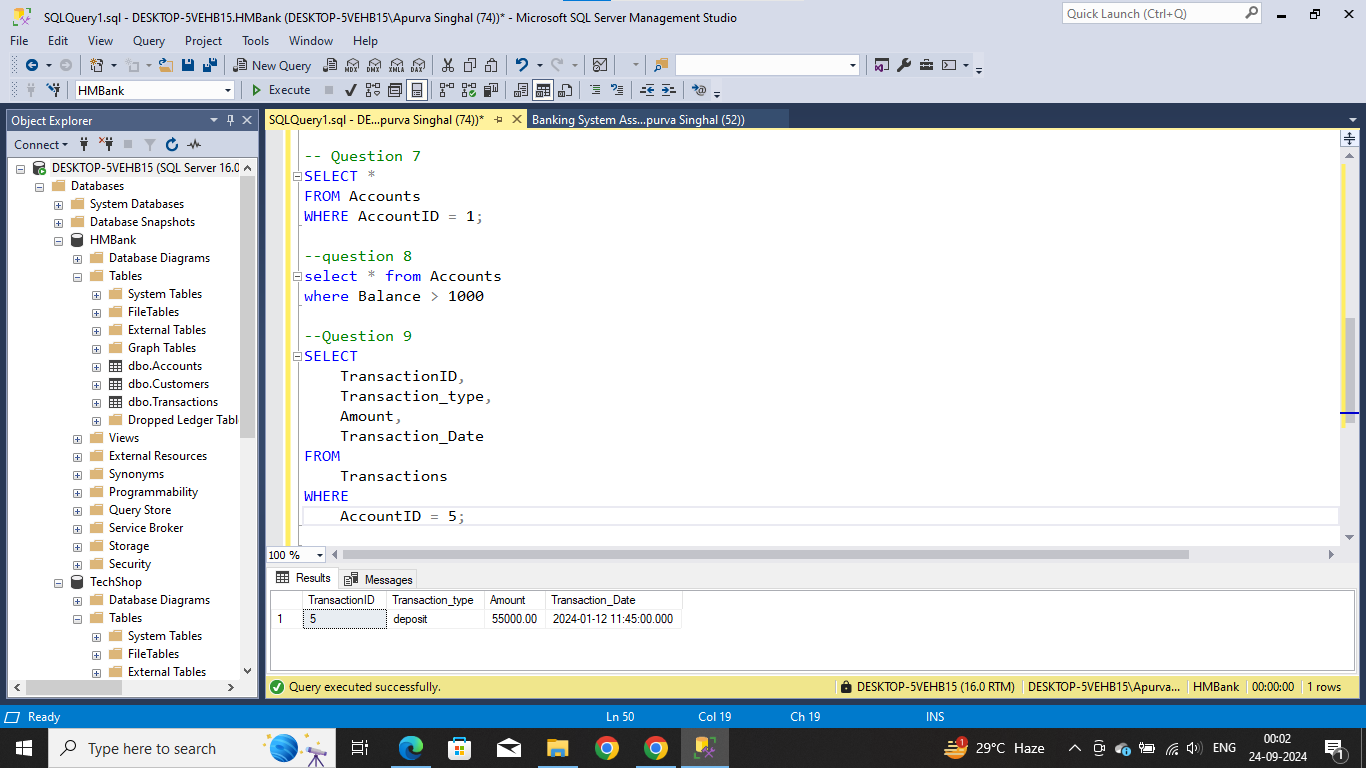 SQLQuery1.sql - DESKTOP-5VEHB15.HMBank (DESKTOP-5VEHB15\Apurva Singhal (74))* - Microsoft SQL Server Management Studio
Quick Launch (Ctrl+Q)
File Edit View Query Project Tools Window Help
New Query MDX DMX XMLA DAX
HMBank Execute
Object Explorer
SQLQuery1.sql - DE...purva Singhal (74))* Banking System Ass...purva Singhal (52))
Connect
DESKTOP-5VEHB15 (SQL Server 16.0
Databases
System Databases
Database Snapshots
HMBank
Database Diagrams
Tables
System Tables
FileTables
External Tables
Graph Tables
dbo.Accounts
dbo.Customers
dbo.Transactions
Dropped Ledger Tabl
Views
External Resources
Synonyms
Programmability
Query Store
Service Broker
Storage
Security
TechShop
Database Diagrams
Tables
System Tables
FileTables
External Tables
-- Question 7
SELECT *
FROM Accounts
WHERE AccountID = 1;
--question 8
select * from Accounts
where Balance > 1000
--Question 9
SELECT
TransactionID,
Transaction_type,
Amount,
Transaction_Date
FROM
Transactions
WHERE
AccountID = 5;
100 %
Results Messages
TransactionID Transaction_type Amount Transaction_Date
1 5 deposit 55000.00 2024-01-12 11:45:00.000
Query executed successfully. DESKTOP-5VEHB15 (16.0 RTM) DESKTOP-5VEHB15\Apurva... HMBank 00:00:00 1 rows
Ready Ln 50 Col 19 Ch 19 INS
Type here to search
1 29°C Haze ENG
00:02
24-09-2024
1